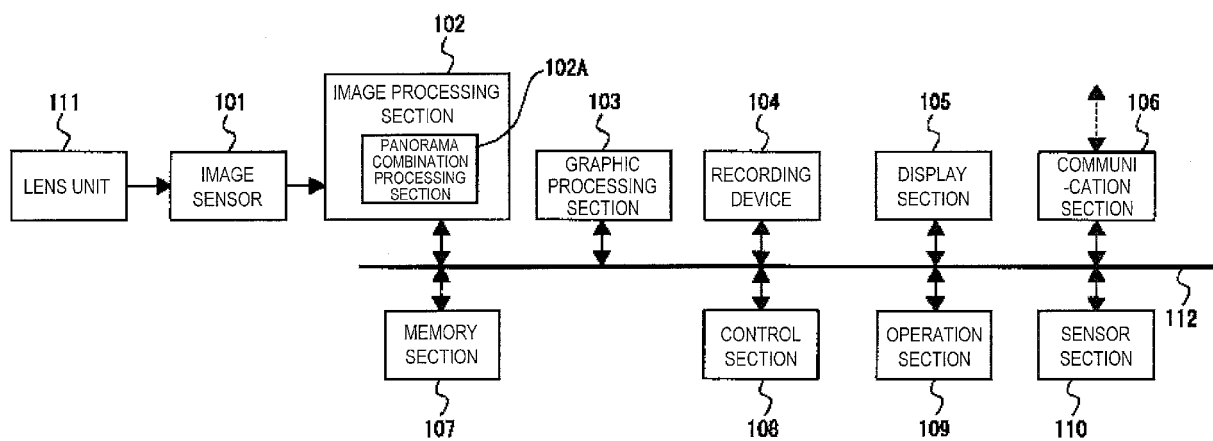 102
102A
111
101
IMAGE PROCESSING
SECTION
103
104
105
106
PANORAMA
COMBINATION
PROCESSING
SECTION
LENS UNIT
IMAGE
SENSOR
GRAPHIC
PROCESSING
SECTION
RECORDING
DEVICE
DISPLAY
SECTION
COMMUNI
-CATION
SECTION
112
MEMORY
SECTION
CONTROL
SECTION
OPERATION
SECTION
SENSOR
SECTION
107
108
109
110